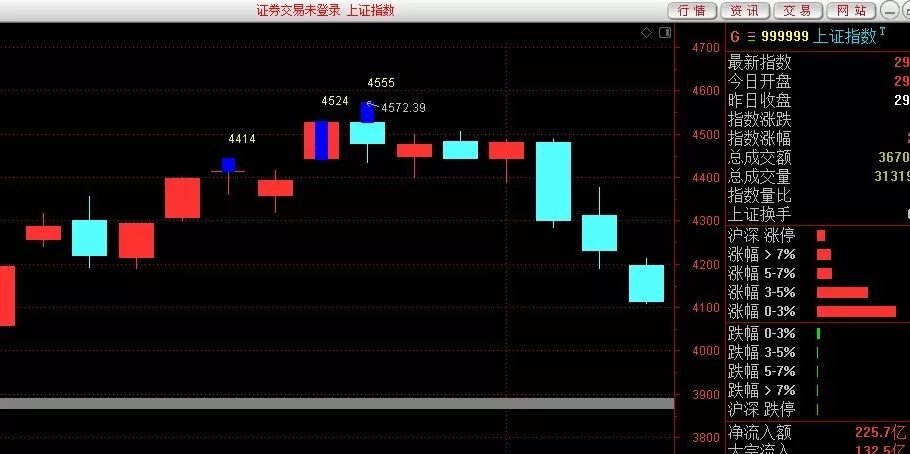 证券交易未登录 上证指数
行情 资讯 交易 网站
G 999999 上证指数 T
4555
4524
4572.39
4414
4700
4600
4500
4400
4300
4200
4100
4000
3900
3800
最新指数 29
今日开盘 29
昨日收盘 29
指数涨跌
指数涨幅
总成交额 3670
总成交量 31319
指数量比
上证换手
沪深 涨停
涨幅 > 7%
涨幅 5-7%
涨幅 3-5%
涨幅 0-3%
跌幅 0-3%
跌幅 3-5%
跌幅 5-7%
跌幅 > 7%
沪深 跌停
净流入额 225.7亿
大宗流入 132.5亿